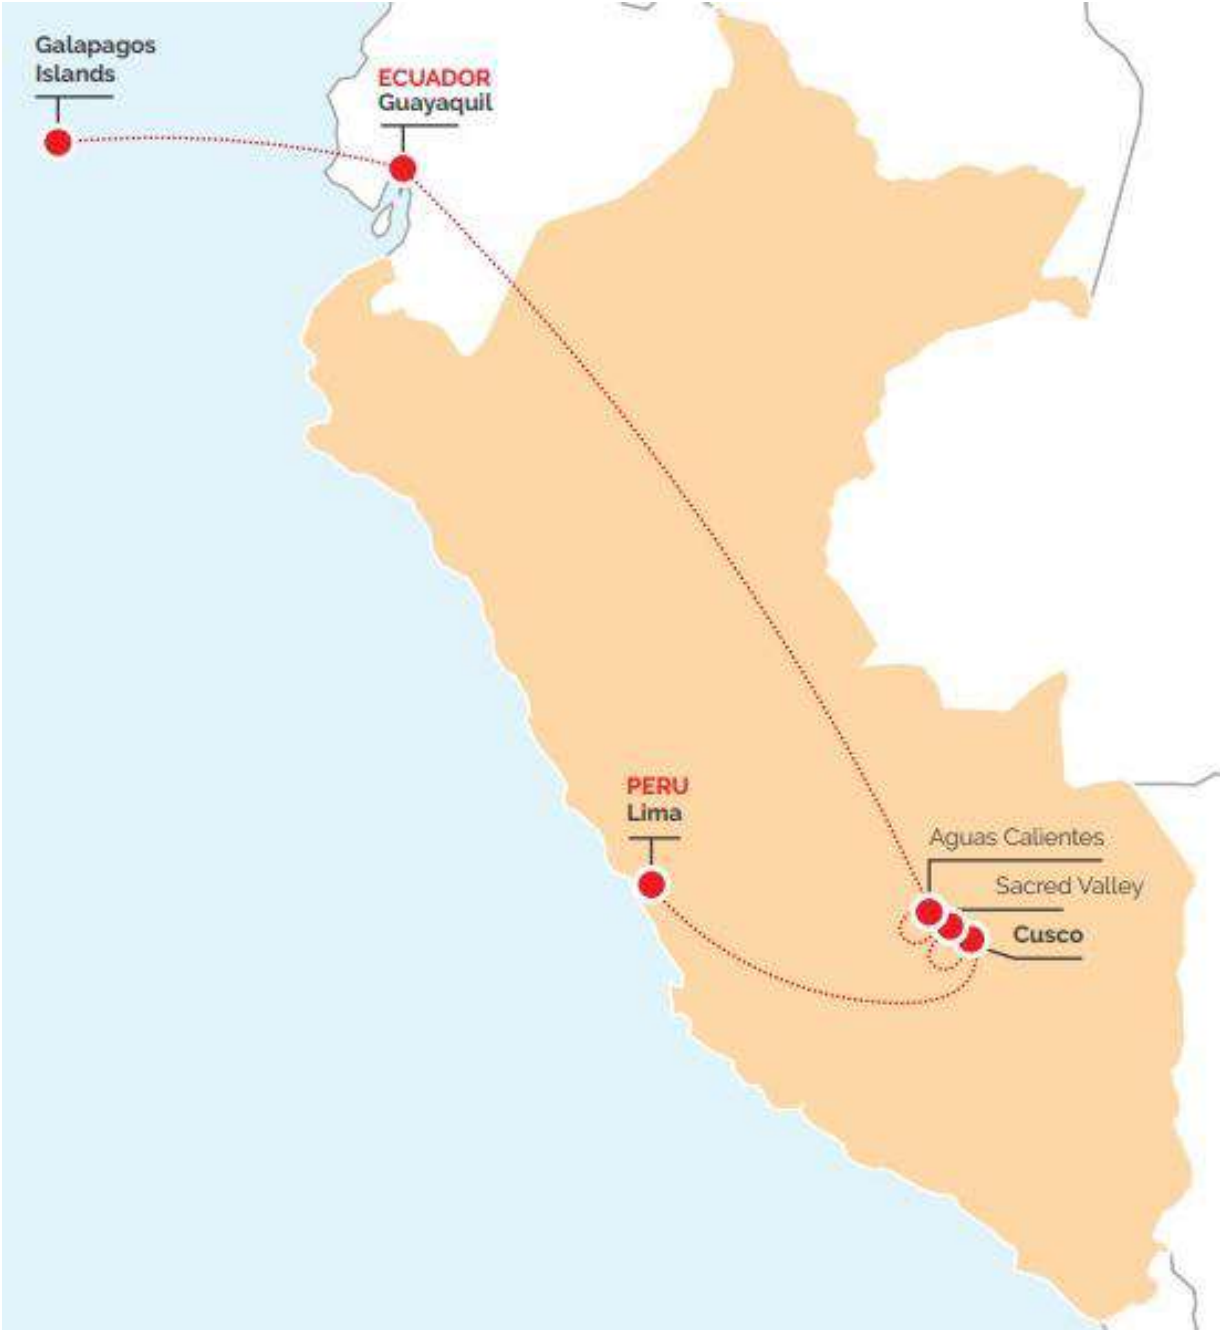 Galapagos
Islands
ECUADOR
Guayaquil
PERU
Lima
Aguas Calientes
Sacred Valley
Cusco